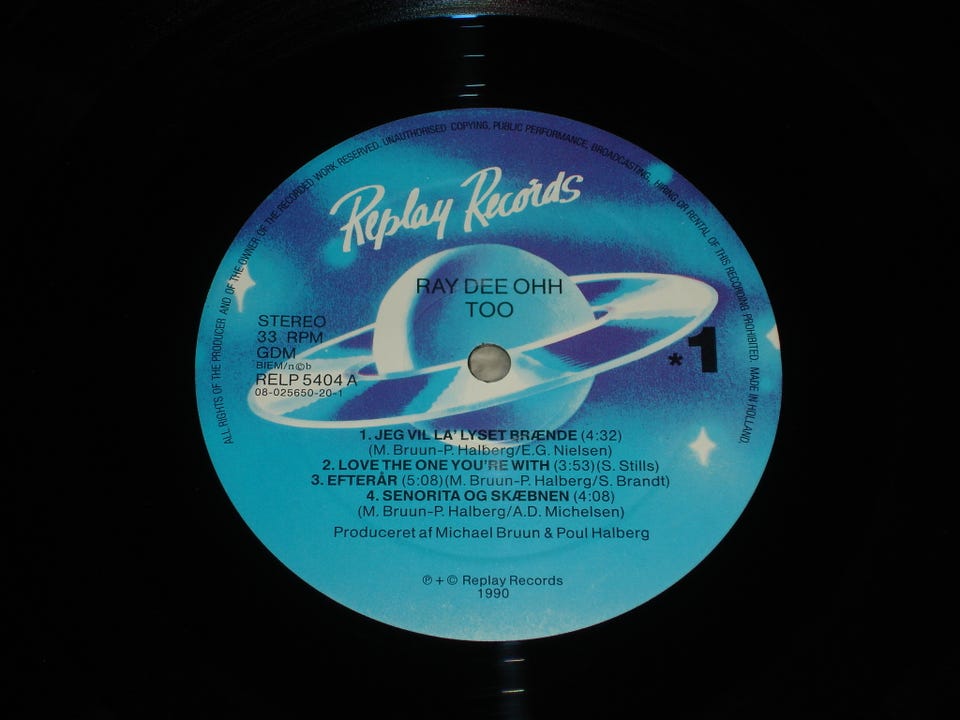 ALL RIGHTS OF THE PRODUCER AND OF THE OWNER OF THE RECORDED WORK RESERVED. UNAUTHORISED COPYING, PUBLIC PERFORMANCE, BROADCASTING, HIRING OR RENTAL OF THIS RECORDING PROHIBITED. MADE IN HOLLAND.
Replay Records
RAY DEE OHH
TOO
STEREO
33 RPM
GDM
BIEM/n©b
RELP 5404 A
08-025650-20-1
*1
1. JEG VIL LA' LYSET BRÆNDE (4:32)
(M. Bruun-P. Halberg/E.G. Nielsen)
2. LOVE THE ONE YOU'RE WITH (3:53) (S. Stills)
3. EFTERÅR (5:08) (M. Bruun-P. Halberg/S. Brandt)
4. SENORITA OG SKÆBNEN (4:08)
(M. Bruun-P. Halberg/A.D. Michelsen)
Produceret af Michael Bruun & Poul Halberg
℗ + © Replay Records
1990